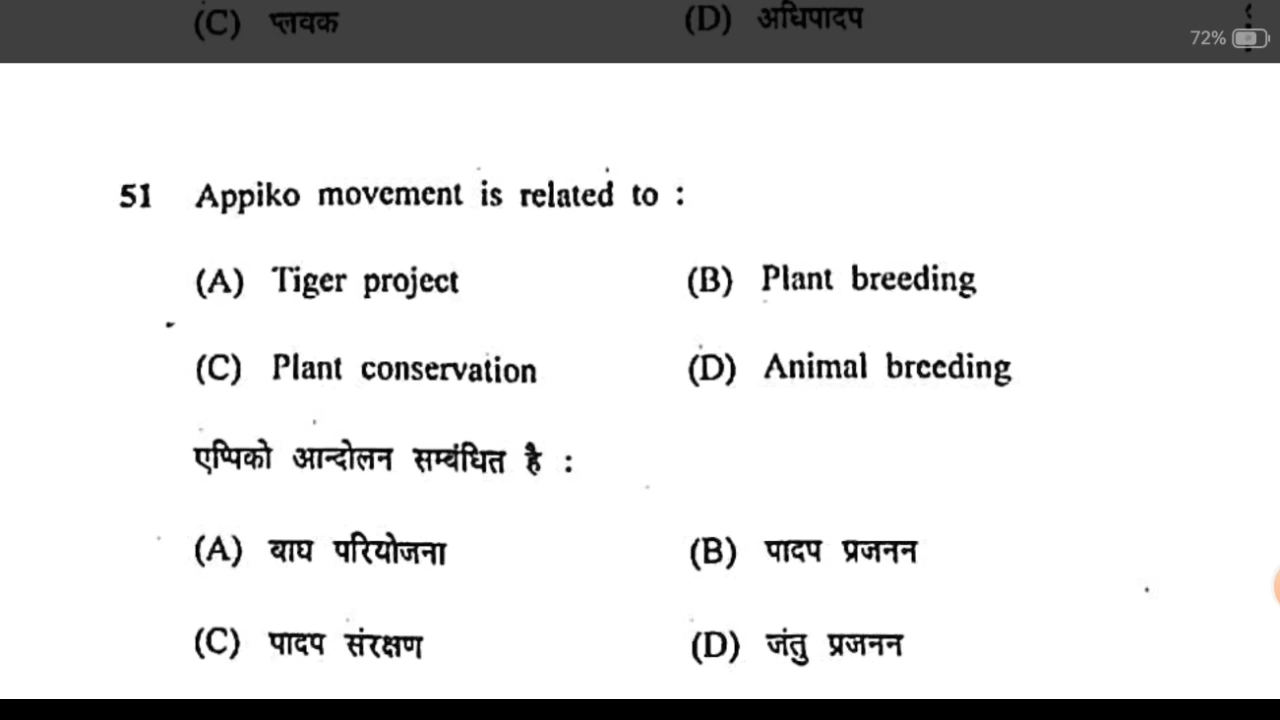 (C) प्लवक (D) अधिपादप
72%
51 Appiko movement is related to :
(A) Tiger project (B) Plant breeding
(C) Plant conservation (D) Animal breeding
एप्पिको आन्दोलन सम्बंधित है :
(A) बाघ परियोजना (B) पादप प्रजनन
(C) पादप संरक्षण (D) जंतु प्रजनन